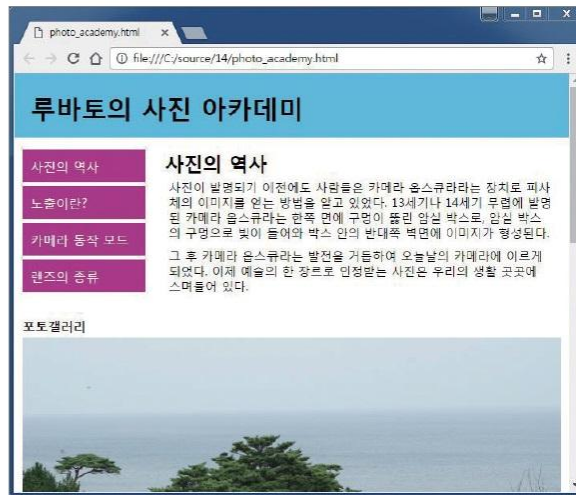 photo_academy.html
file:///C:/source/14/photo_academy.html
루바토의 사진 아카데미
사진의 역사
노출이란?
카메라 동작 모드
렌즈의 종류
사진의 역사
사진이 발명되기 이전에도 사람들은 카메라 옵스큐라라는 장치로 피사
체의 이미지를 얻는 방법을 알고 있었다. 13세기나 14세기 무렵에 발명
된 카메라 옵스큐라는 한쪽 면에 구멍이 뚫린 암실 박스로, 암실 박스
의 구멍으로 빛이 들어와 박스 안의 반대쪽 벽면에 이미지가 형성된다.
그 후 카메라 옵스큐라는 발전을 거듭하여 오늘날의 카메라에 이르게
되었다. 이제 예술의 한 장르로 인정받는 사진은 우리의 생활 곳곳에
스며들어 있다.
포토갤러리